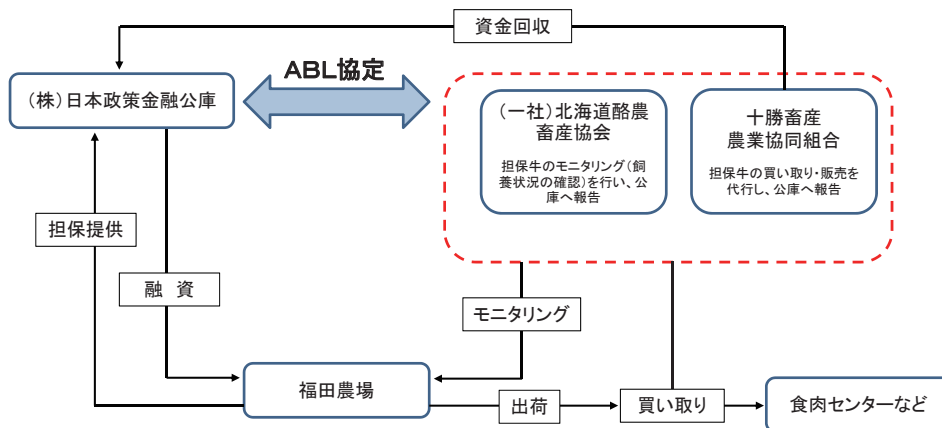 資金回収
ABL協定
(株)日本政策金融公庫
(一社)北海道酪農
畜産協会
担保牛のモニタリング(飼
養状況の確認)を行い、公
庫へ報告
十勝畜産
農業協同組合
担保牛の買い取り・販売を
代行し、公庫へ報告
担保提供
融 資
モニタリング
福田農場
出荷
買い取り
食肉センターなど